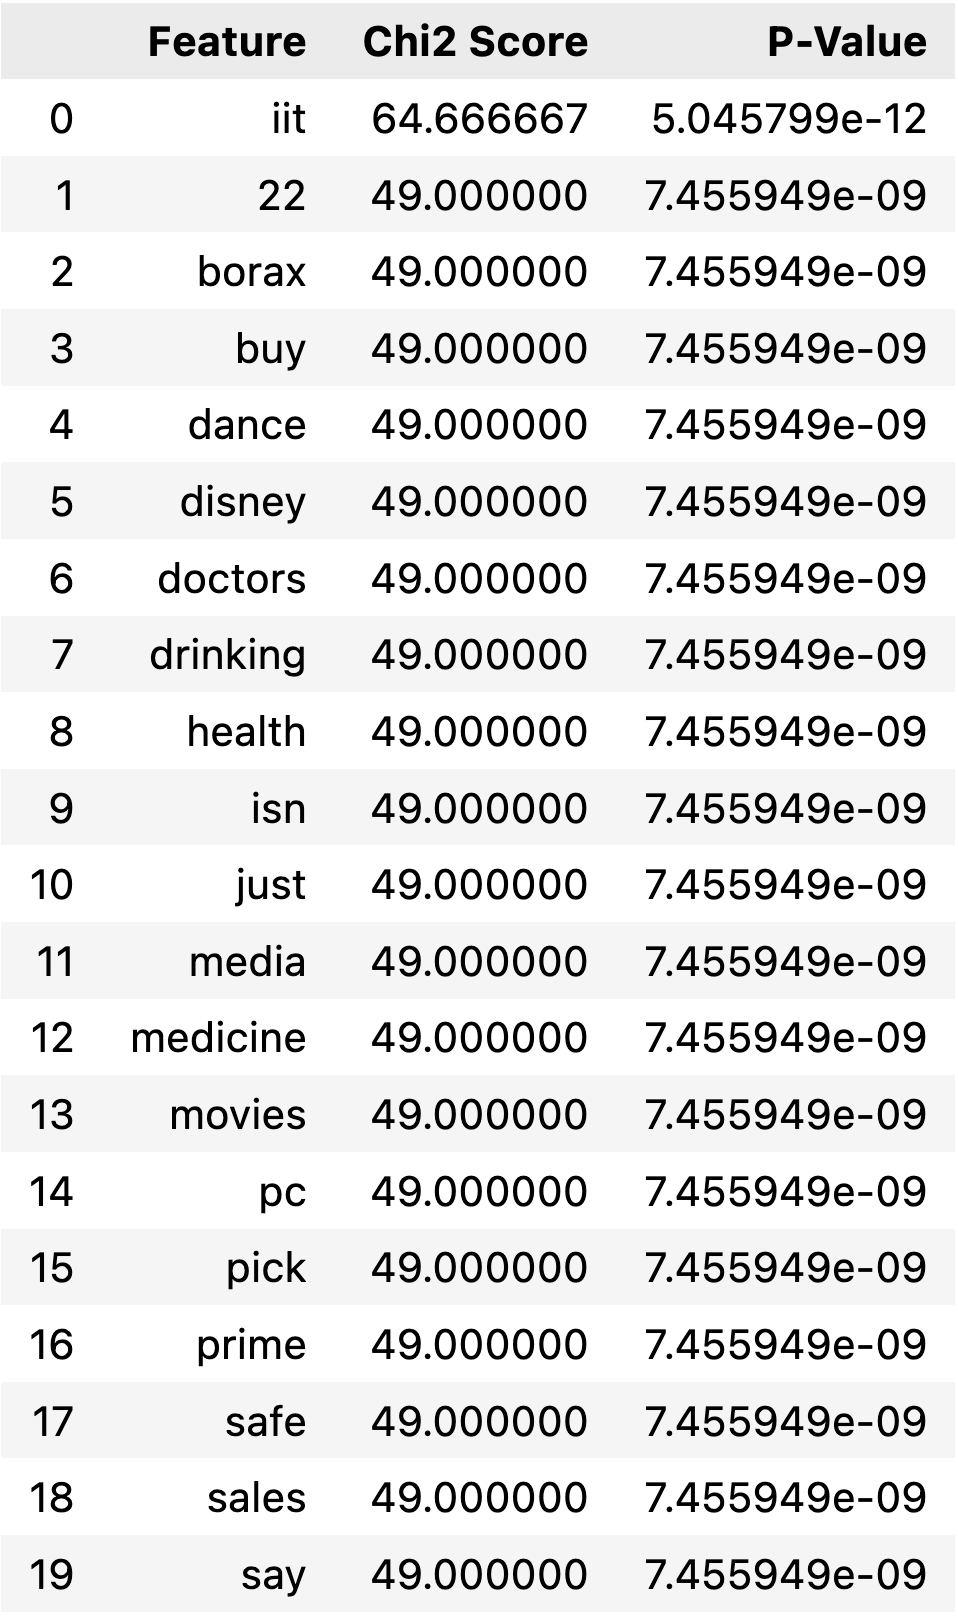 Feature Chi2 Score P-Value
0 iit 64.666667 5.045799e-12
1 22 49.000000 7.455949e-09
2 borax 49.000000 7.455949e-09
3 buy 49.000000 7.455949e-09
4 dance 49.000000 7.455949e-09
5 disney 49.000000 7.455949e-09
6 doctors 49.000000 7.455949e-09
7 drinking 49.000000 7.455949e-09
8 health 49.000000 7.455949e-09
9 isn 49.000000 7.455949e-09
10 just 49.000000 7.455949e-09
11 media 49.000000 7.455949e-09
12 medicine 49.000000 7.455949e-09
13 movies 49.000000 7.455949e-09
14 pc 49.000000 7.455949e-09
15 pick 49.000000 7.455949e-09
16 prime 49.000000 7.455949e-09
17 safe 49.000000 7.455949e-09
18 sales 49.000000 7.455949e-09
19 say 49.000000 7.455949e-09